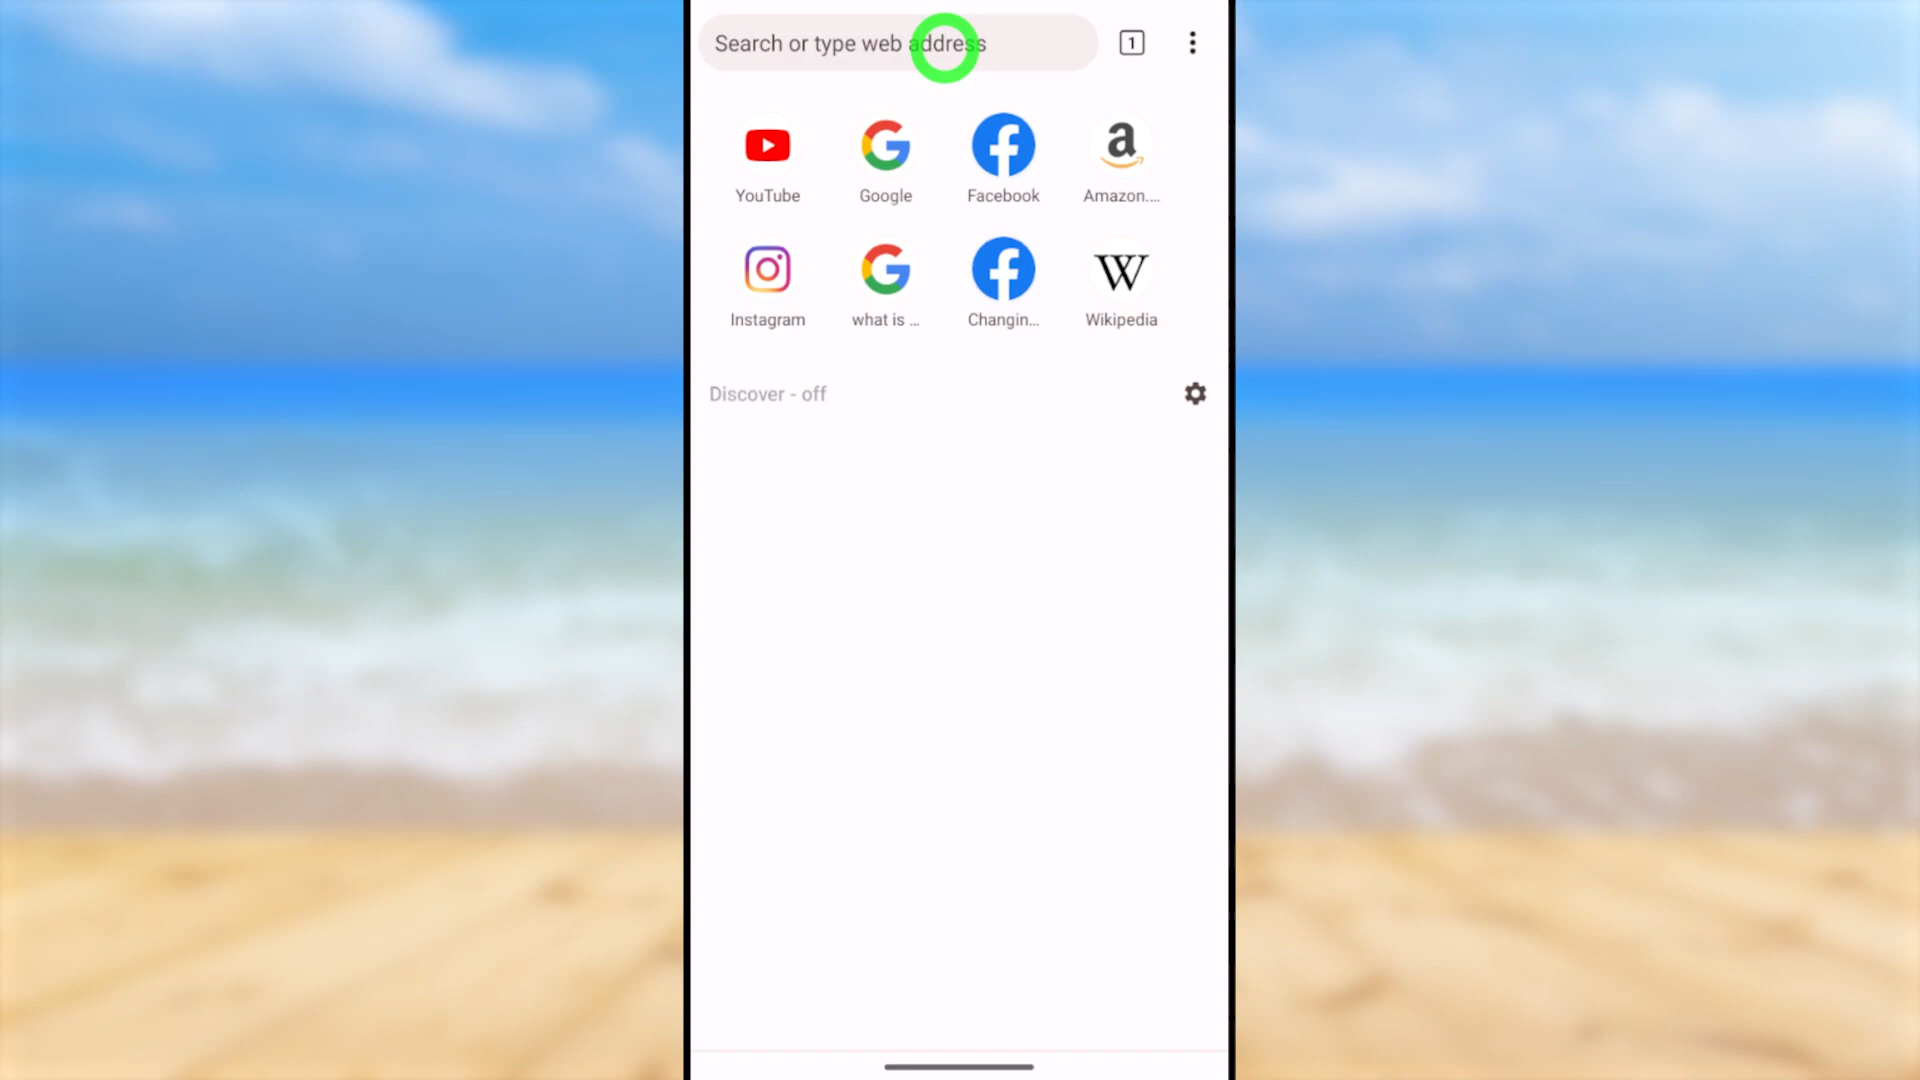 Search or type web address
1
YouTube
Google
Facebook
Amazon....
Instagram
what is ...
Changin...
Wikipedia
Discover - off